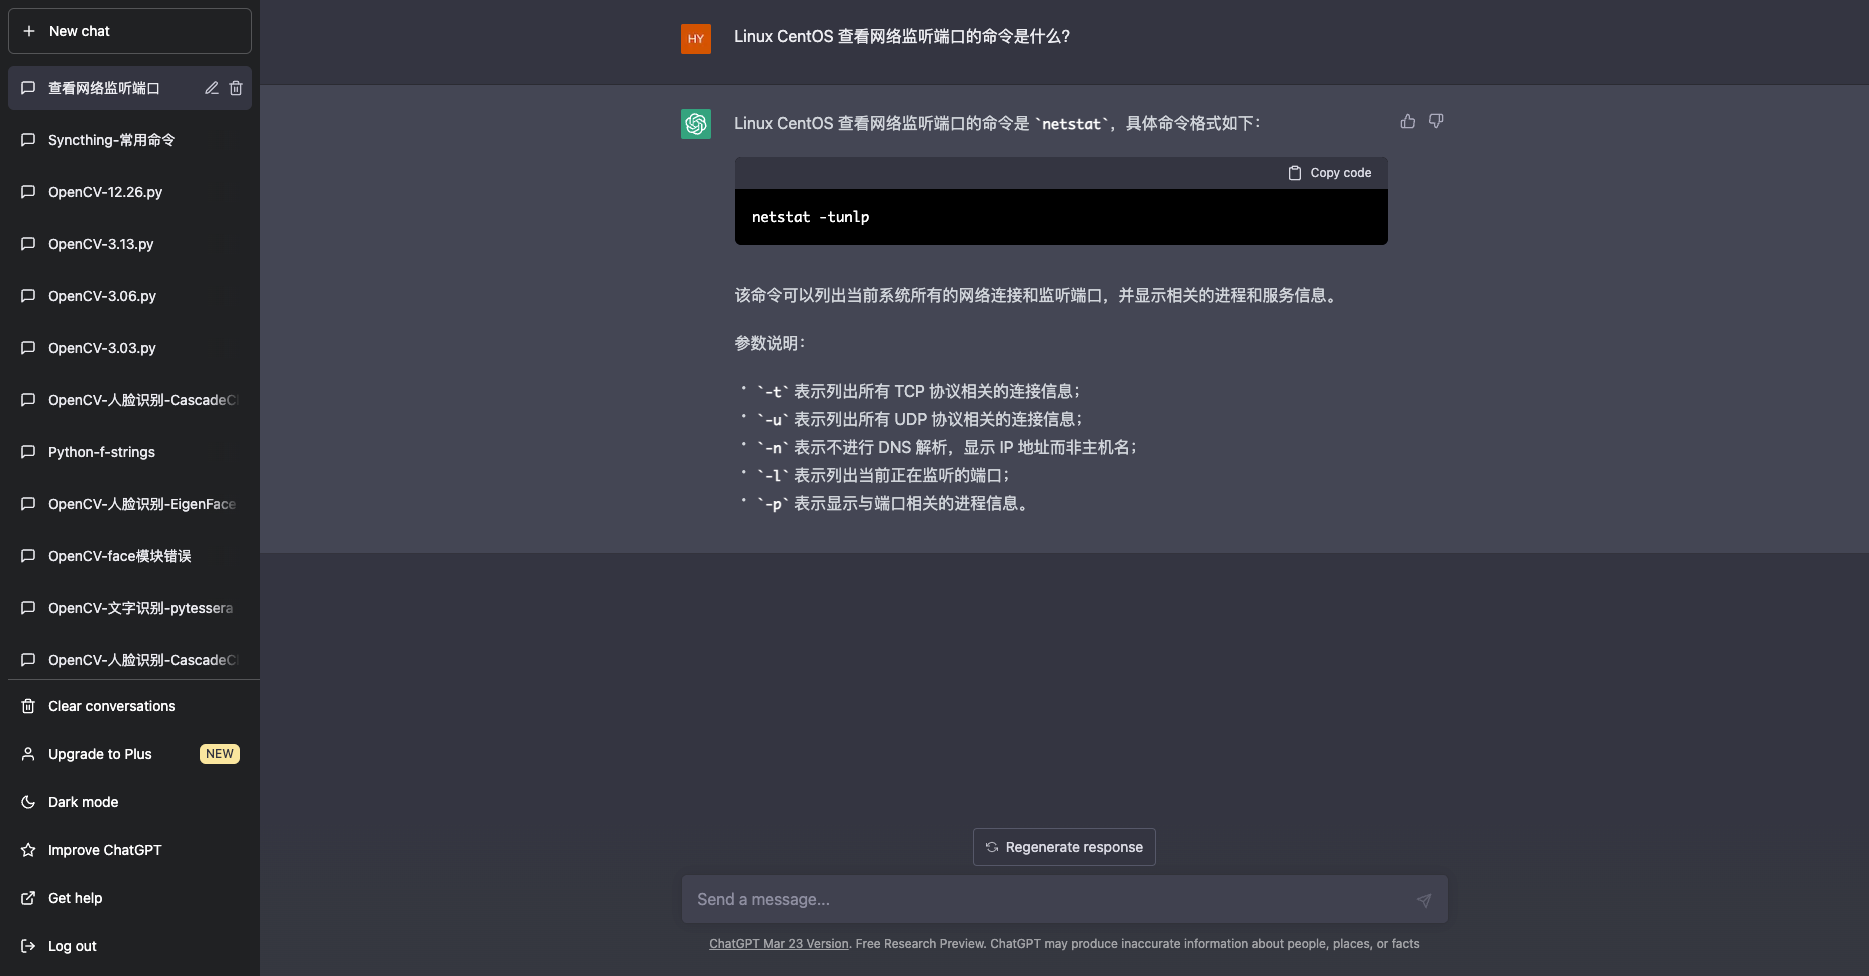 New chat
查看网络监听端口
Syncthing-常用命令
OpenCV-12.26.py
OpenCV-3.13.py
OpenCV-3.06.py
OpenCV-3.03.py
OpenCV-人脸识别-CascadeC
Python-f-strings
OpenCV-人脸识别-EigenFace
OpenCV-face模块错误
OpenCV-文字识别-pytessera
OpenCV-人脸识别-CascadeC
Clear conversations
Upgrade to Plus NEW
Dark mode
Improve ChatGPT
Get help
Log out
HY
Linux CentOS 查看网络监听端口的命令是什么?
Linux CentOS 查看网络监听端口的命令是 `netstat`，具体命令格式如下：
Copy code
netstat -tunlp
该命令可以列出当前系统所有的网络连接和监听端口，并显示相关的进程和服务信息。
参数说明：
• `-t` 表示列出所有 TCP 协议相关的连接信息；
• `-u` 表示列出所有 UDP 协议相关的连接信息；
• `-n` 表示不进行 DNS 解析，显示 IP 地址而非主机名；
• `-l` 表示列出当前正在监听的端口；
• `-p` 表示显示与端口相关的进程信息。
Regenerate response
Send a message...
ChatGPT Mar 23 Version. Free Research Preview. ChatGPT may produce inaccurate information about people, places, or facts